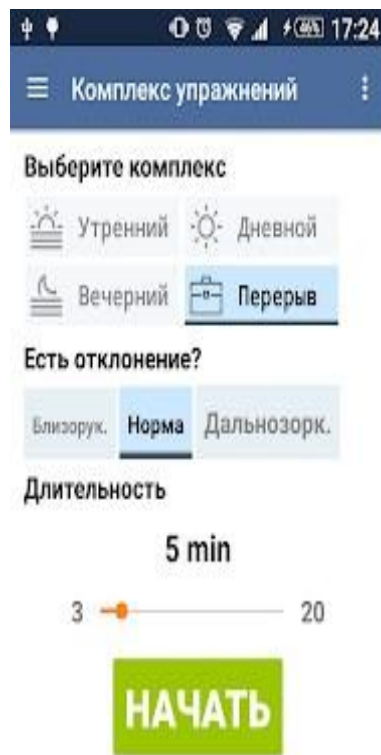 46% 17:24
Комплекс упражнений
Выберите комплекс
Утренний Дневной
Вечерний Перерыв
Есть отклонение?
Близорук. Норма Дальнозорк.
Длительность
5 min
3 20
НАЧАТЬ